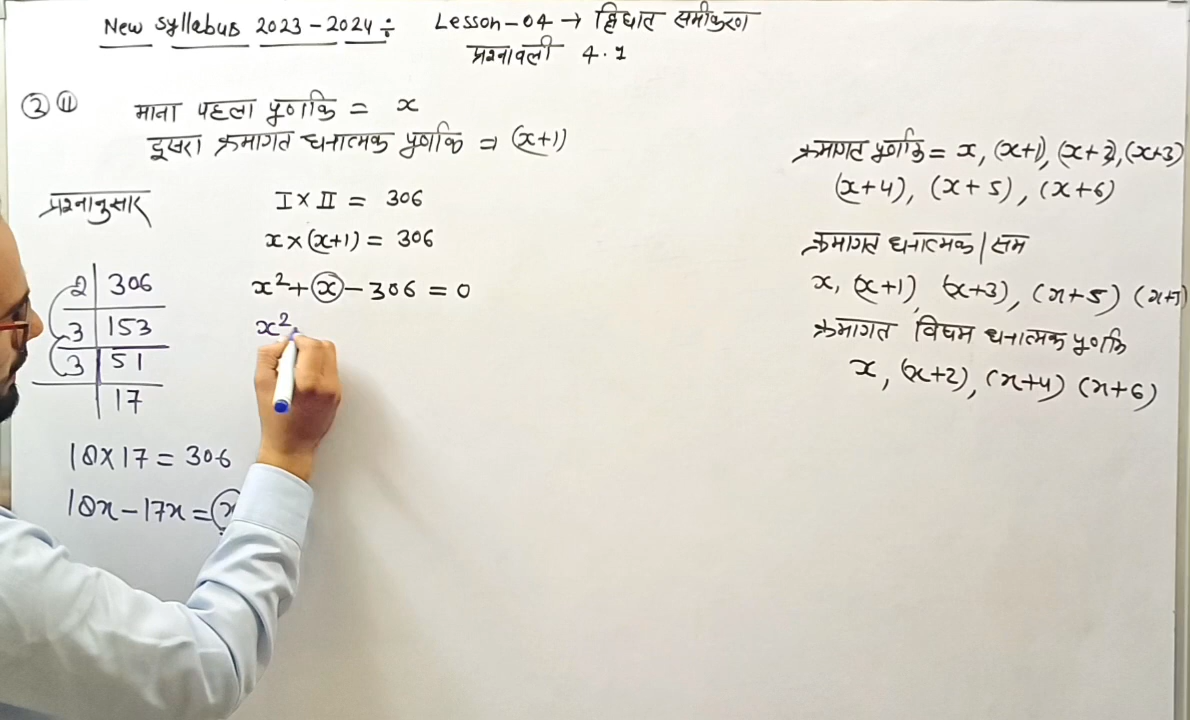 New Syllabus 2023-2024 ÷ Lesson-04 → द्विघात समीकरण
प्रश्नावली 4.1
② ⑪ माना पहला पूर्णांक = x
दूसरा क्रमागत धनात्मक पूर्णांक = (x+1)
प्रश्नानुसार I × II = 306
x × (x+1) = 306
x² + x - 306 = 0
x²
2 | 306
3 | 153
3 | 51
17
18×17 = 306
18x - 17x = x
क्रमागत पूर्णांक = x, (x+1), (x+2), (x+3)
(x+4), (x+5), (x+6)
क्रमागत धनात्मक/सम
x, (x+1) (x+3), (x+5) (x+7)
क्रमागत विषम धनात्मक पूर्णांक
x, (x+2), (x+4) (x+6)